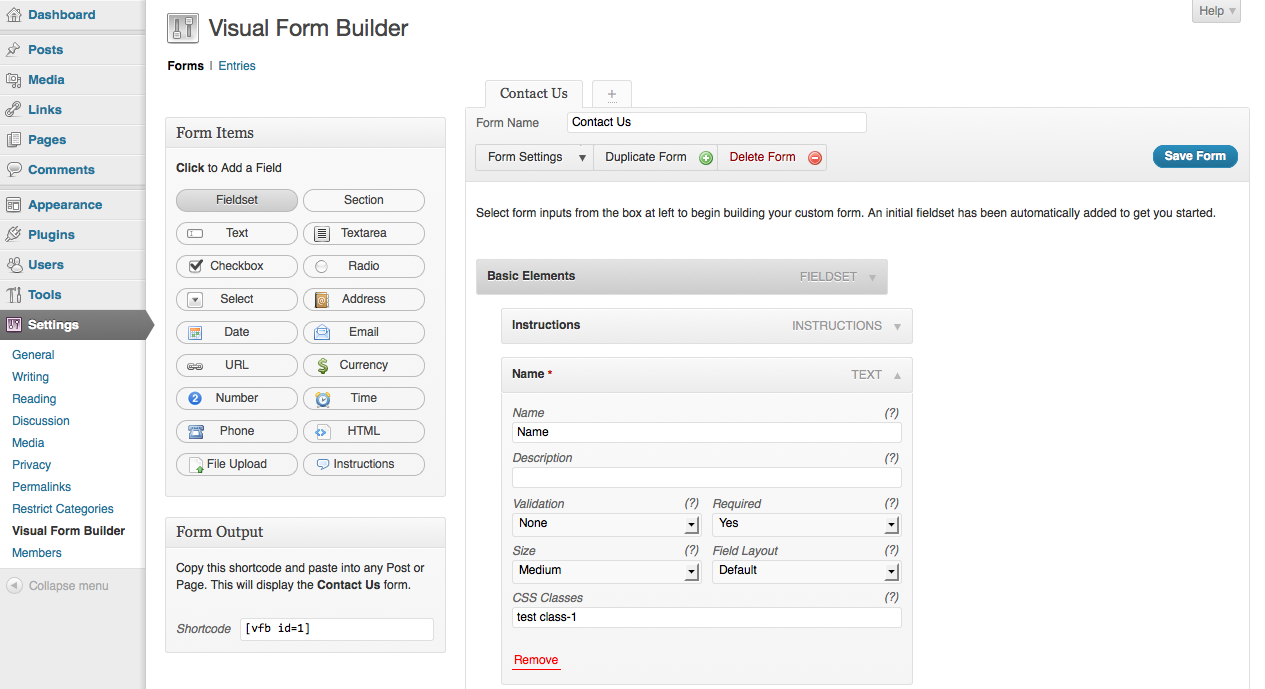 Dashboard
Posts
Media
Links
Pages
Comments
Appearance
Plugins
Users
Tools
Settings
General
Writing
Reading
Discussion
Media
Privacy
Permalinks
Restrict Categories
Visual Form Builder
Members
Collapse menu
Help
Visual Form Builder
Forms | Entries
Form Items
Click to Add a Field
Fieldset Section
Text Textarea
Checkbox Radio
Select Address
Date Email
URL Currency
2 Number Time
Phone HTML
File Upload Instructions
Form Output
Copy this shortcode and paste into any Post or
Page. This will display the Contact Us form.
Shortcode [vfb id=1]
Contact Us +
Form Name Contact Us
Form Settings Duplicate Form Delete Form Save Form
Select form inputs from the box at left to begin building your custom form. An initial fieldset has been automatically added to get you started.
Basic Elements FIELDSET
Instructions INSTRUCTIONS
Name * TEXT
Name (?)
Name
Description (?)
Validation (?) Required (?)
None Yes
Size (?) Field Layout (?)
Medium Default
CSS Classes (?)
test class-1
Remove